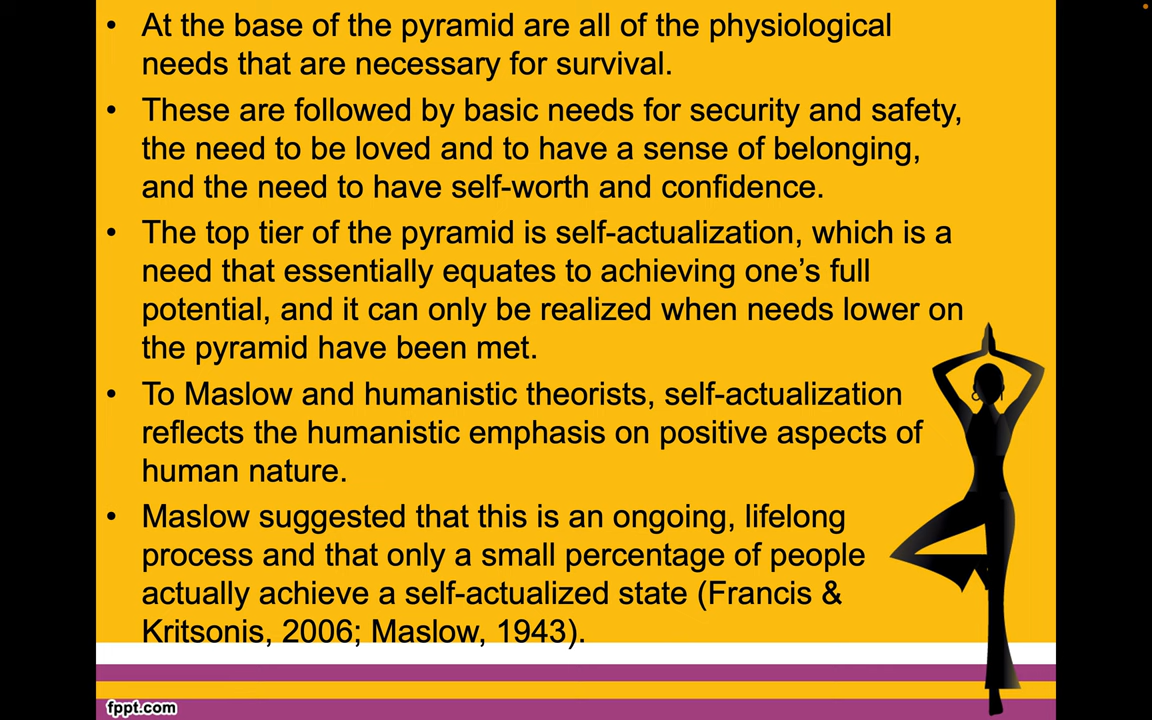 • At the base of the pyramid are all of the physiological
needs that are necessary for survival.
• These are followed by basic needs for security and safety,
the need to be loved and to have a sense of belonging,
and the need to have self-worth and confidence.
• The top tier of the pyramid is self-actualization, which is a
need that essentially equates to achieving one’s full
potential, and it can only be realized when needs lower on
the pyramid have been met.
• To Maslow and humanistic theorists, self-actualization
reflects the humanistic emphasis on positive aspects of
human nature.
• Maslow suggested that this is an ongoing, lifelong
process and that only a small percentage of people
actually achieve a self-actualized state (Francis &
Kritsonis, 2006; Maslow, 1943).
fppt.com